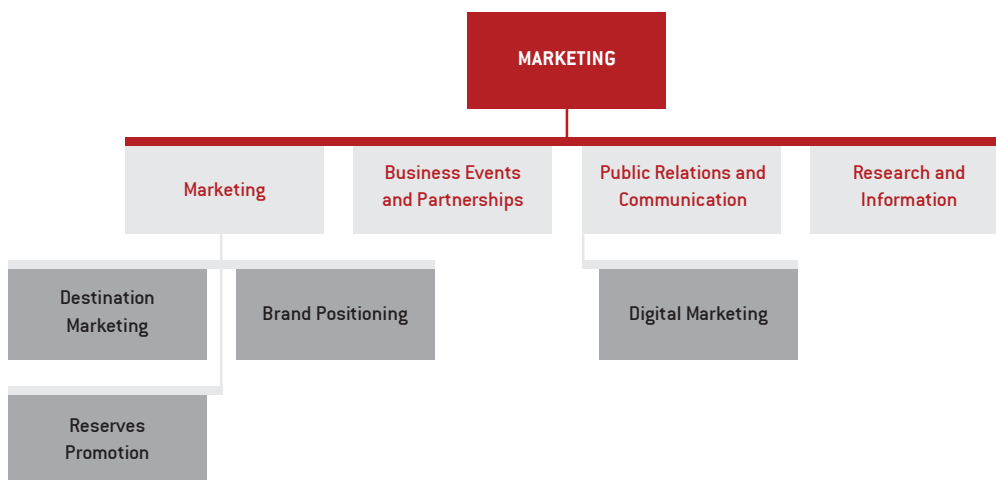 MARKETING
Marketing
Business Events
and Partnerships
Public Relations and
Communication
Research and
Information
Destination
Marketing
Brand Positioning
Digital Marketing
Reserves
Promotion